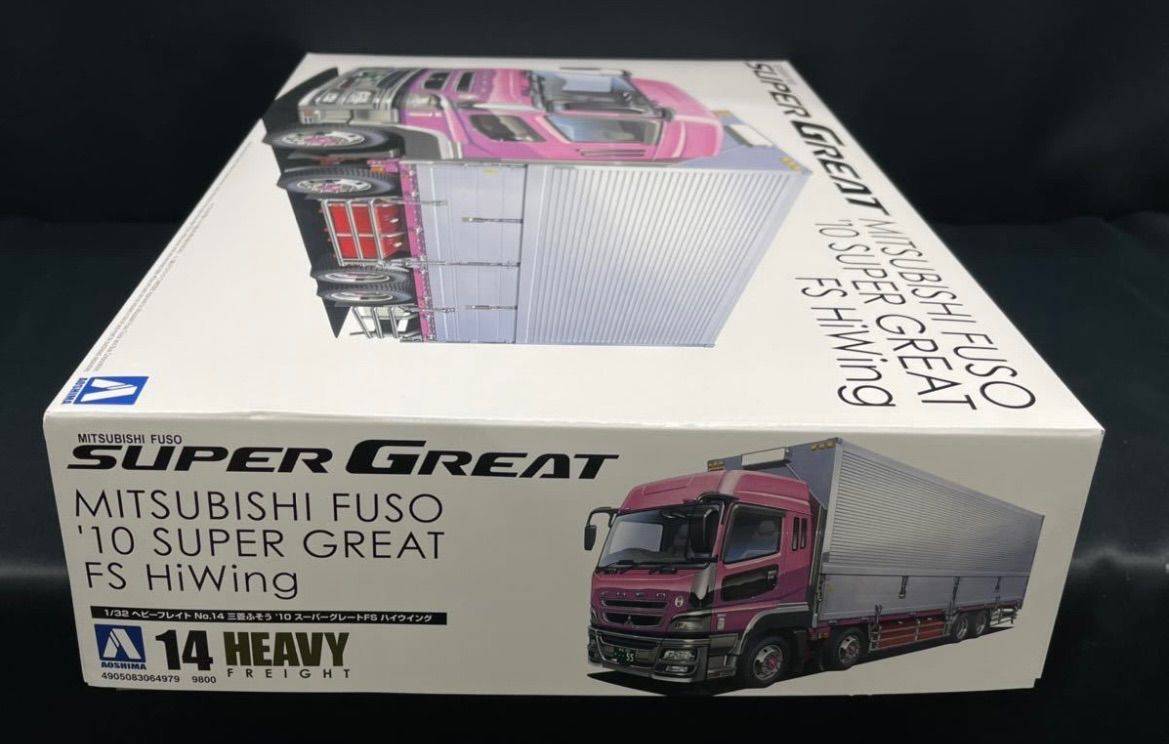 SUPER GREAT
MITSUBISHI FUSO
'10 SUPER GREAT
FS HiWing
AOSHIMA
MITSUBISHI FUSO
SUPER GREAT
MITSUBISHI FUSO
'10 SUPER GREAT
FS HiWing
1/32 ヘビーフレイト No.14 三菱ふそう '10 スーパーグレートFS ハイウイング
AOSHIMA
14 HEAVY
FREIGHT
4905083064979 9800
FUSO
55